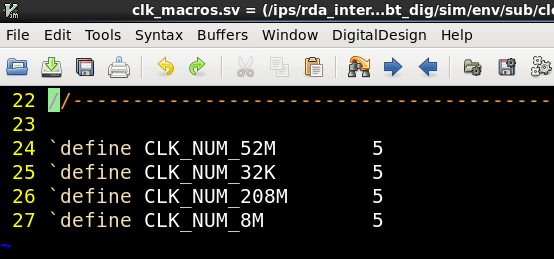 clk_macros.sv = (/ips/rda_inter...bt_dig/sim/env/sub/clo
File Edit Tools Syntax Buffers Window DigitalDesign Help
22 //----------------------------------------
23
24 `define CLK_NUM_52M 5
25 `define CLK_NUM_32K 5
26 `define CLK_NUM_208M 5
27 `define CLK_NUM_8M 5
~